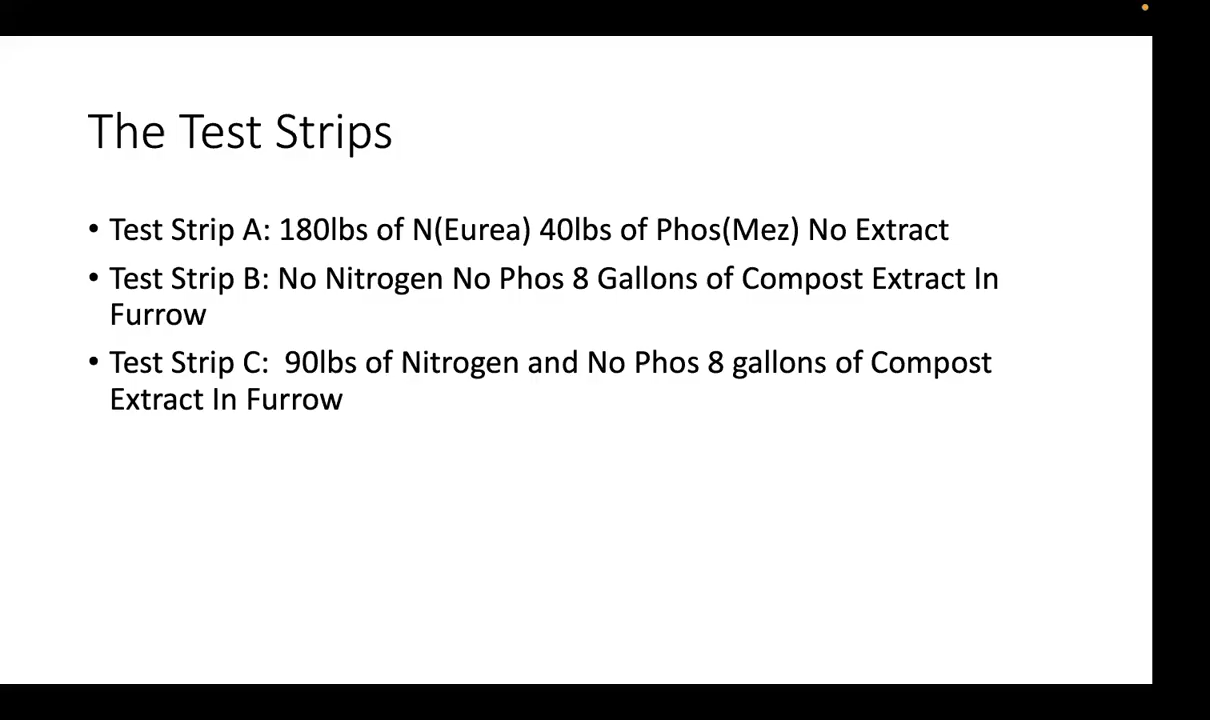 The Test Strips
• Test Strip A: 180lbs of N(Eurea) 40lbs of Phos(Mez) No Extract
• Test Strip B: No Nitrogen No Phos 8 Gallons of Compost Extract In
Furrow
• Test Strip C:  90lbs of Nitrogen and No Phos 8 gallons of Compost
Extract In Furrow